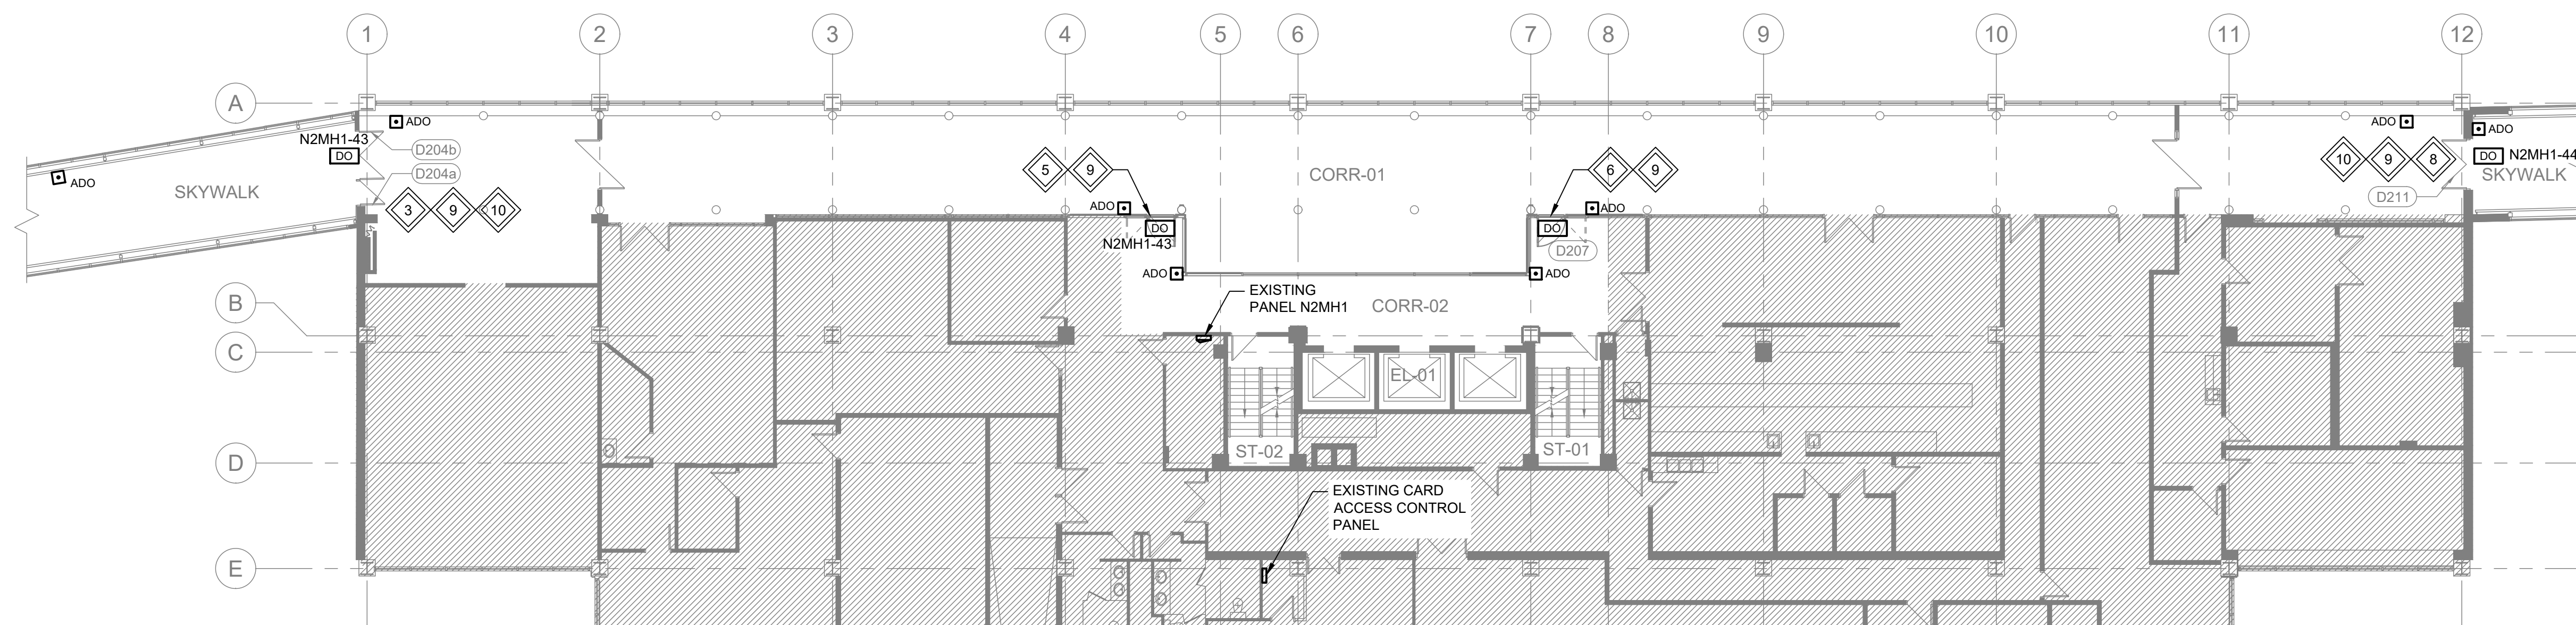 1 2 3 4 5 6 7 8 9 10 11 12
A
ADO
ADO
ADO
N2MH1-43
D204b
DO
DO
N2MH1-44
D204a
D211
ADO
SKYWALK
SKYWALK
3 9 10
5 9
CORR-01
6 9
10 9 8
ADO
ADO
DO
DO
N2MH1-43
D207
ADO
ADO
EXISTING
PANEL N2MH1
CORR-02
B
C
EL-01
ST-02
ST-01
D
EXISTING CARD
ACCESS CONTROL
PANEL
E